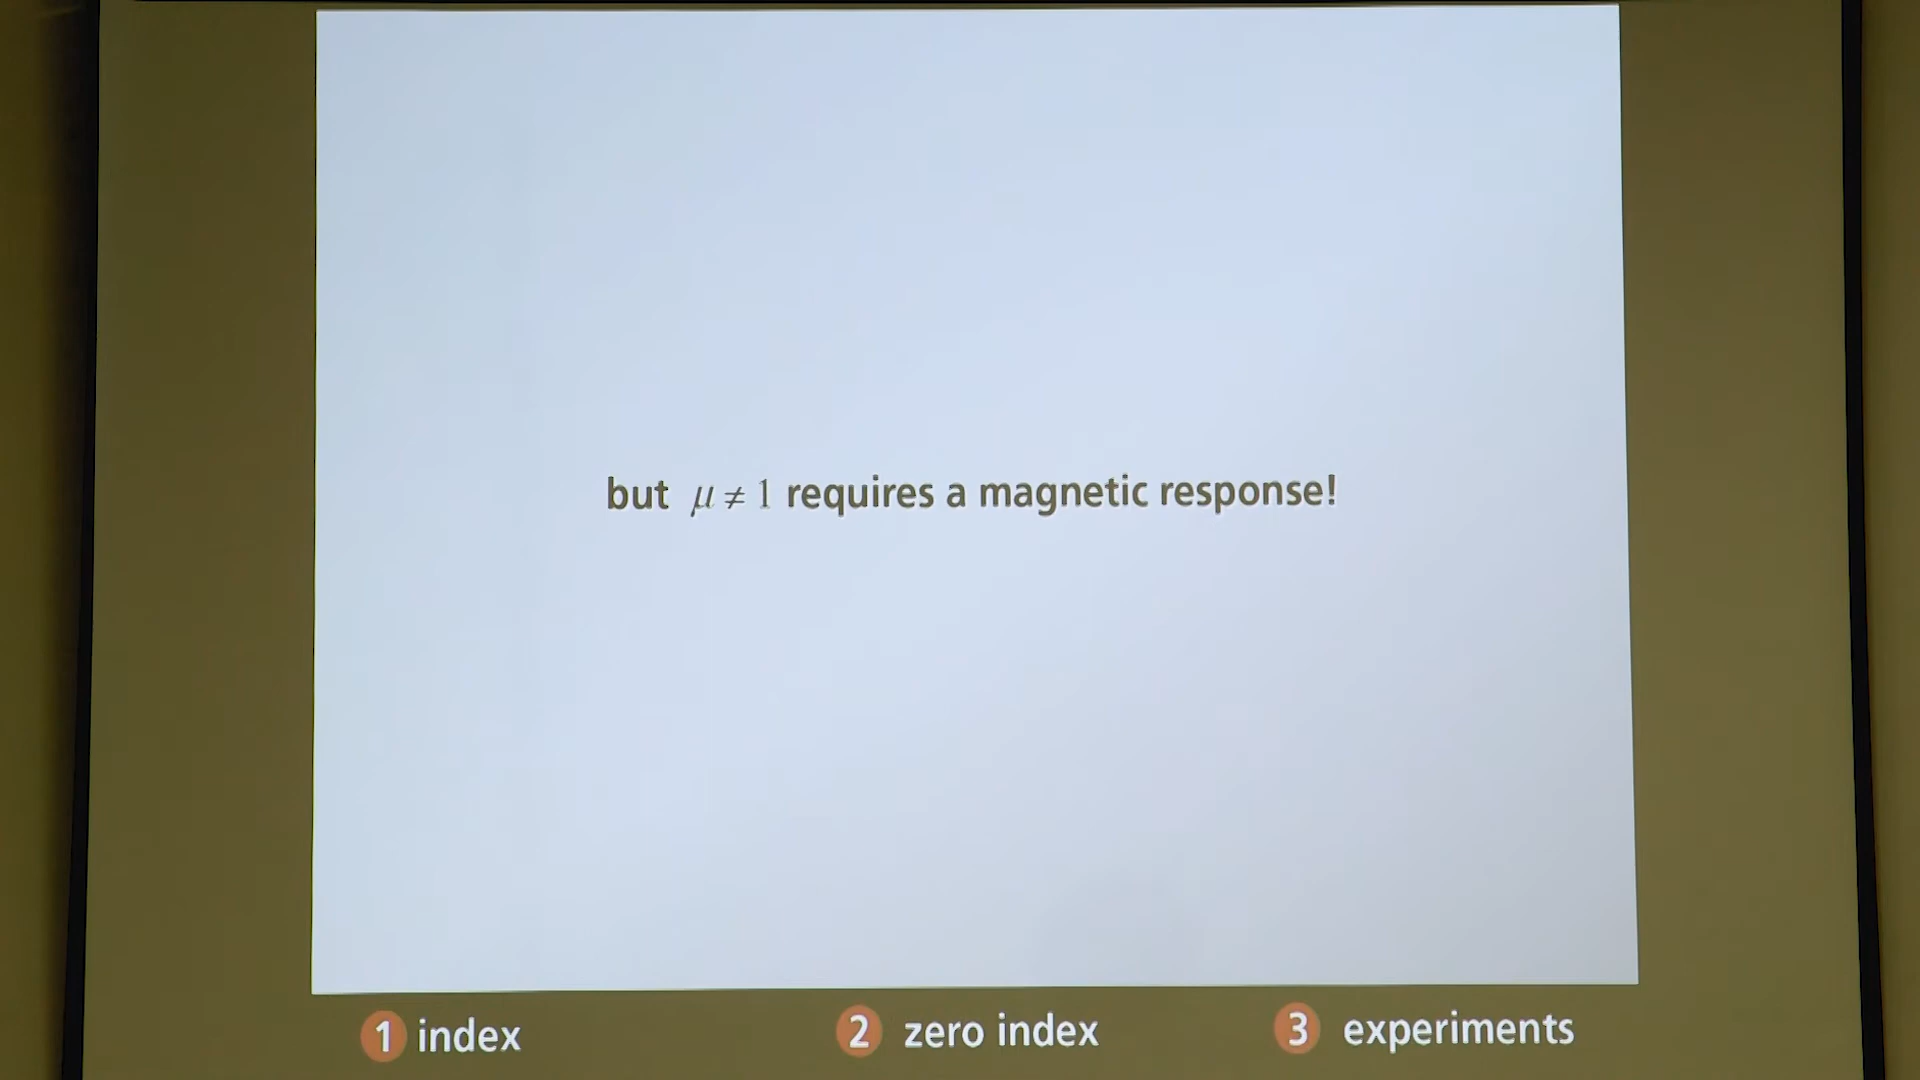 but μ ≠ 1 requires a magnetic response!
1 index 2 zero index 3 experiments